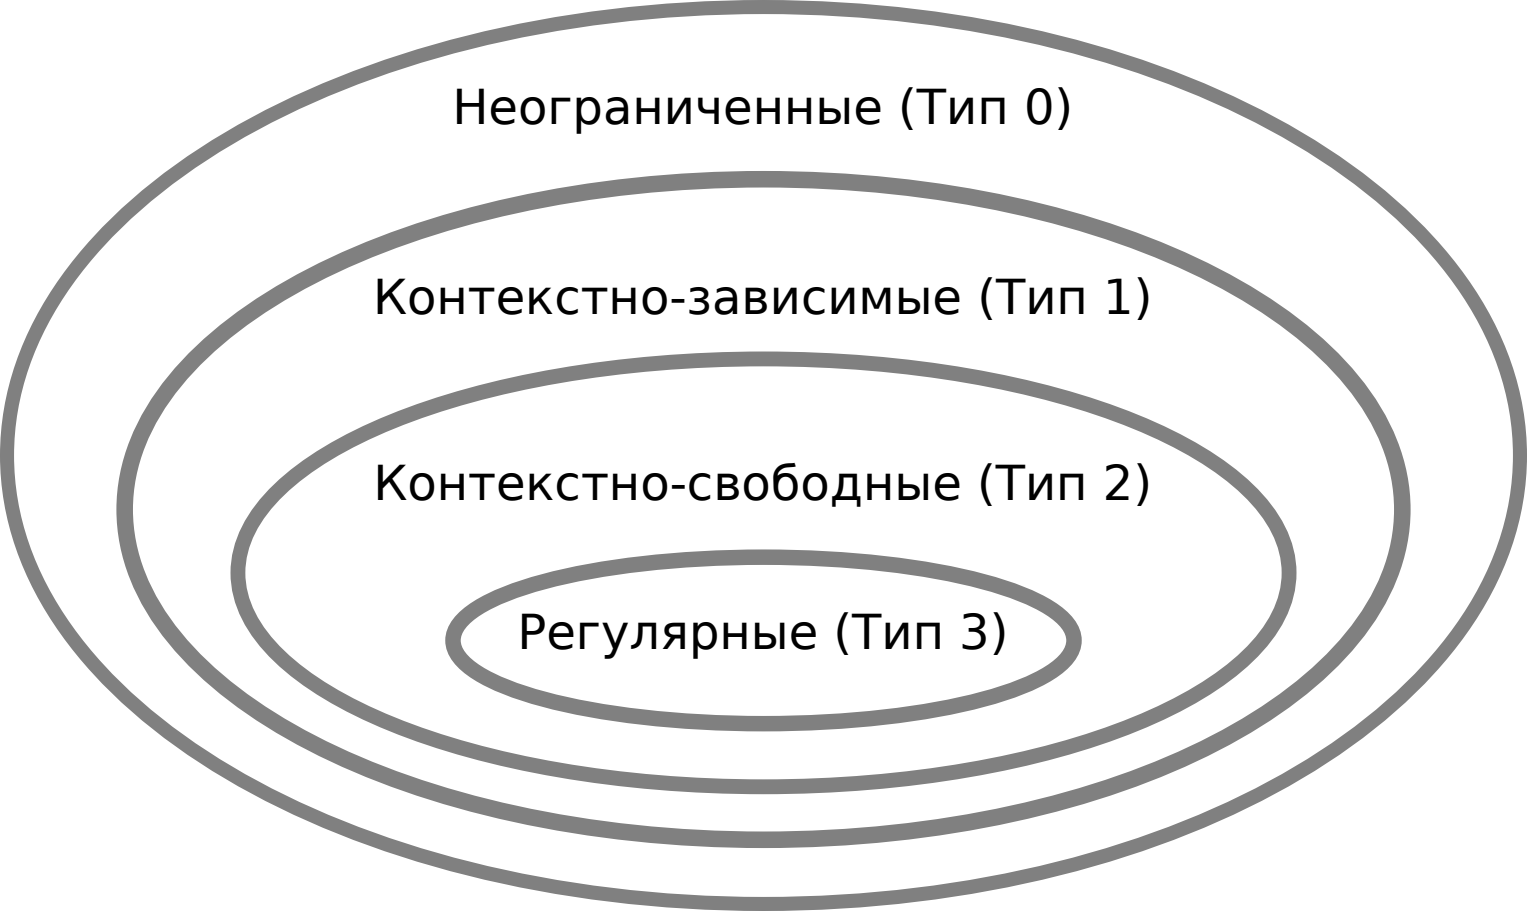 Неограниченные (Тип 0)
Контекстно-зависимые (Тип 1)
Контекстно-свободные (Тип 2)
Регулярные (Тип 3)